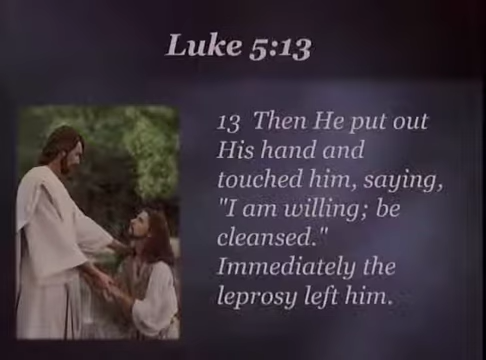 Luke 5:13
13 Then He put out
His hand and
touched him, saying,
"I am willing; be
cleansed."
Immediately the
leprosy left him.